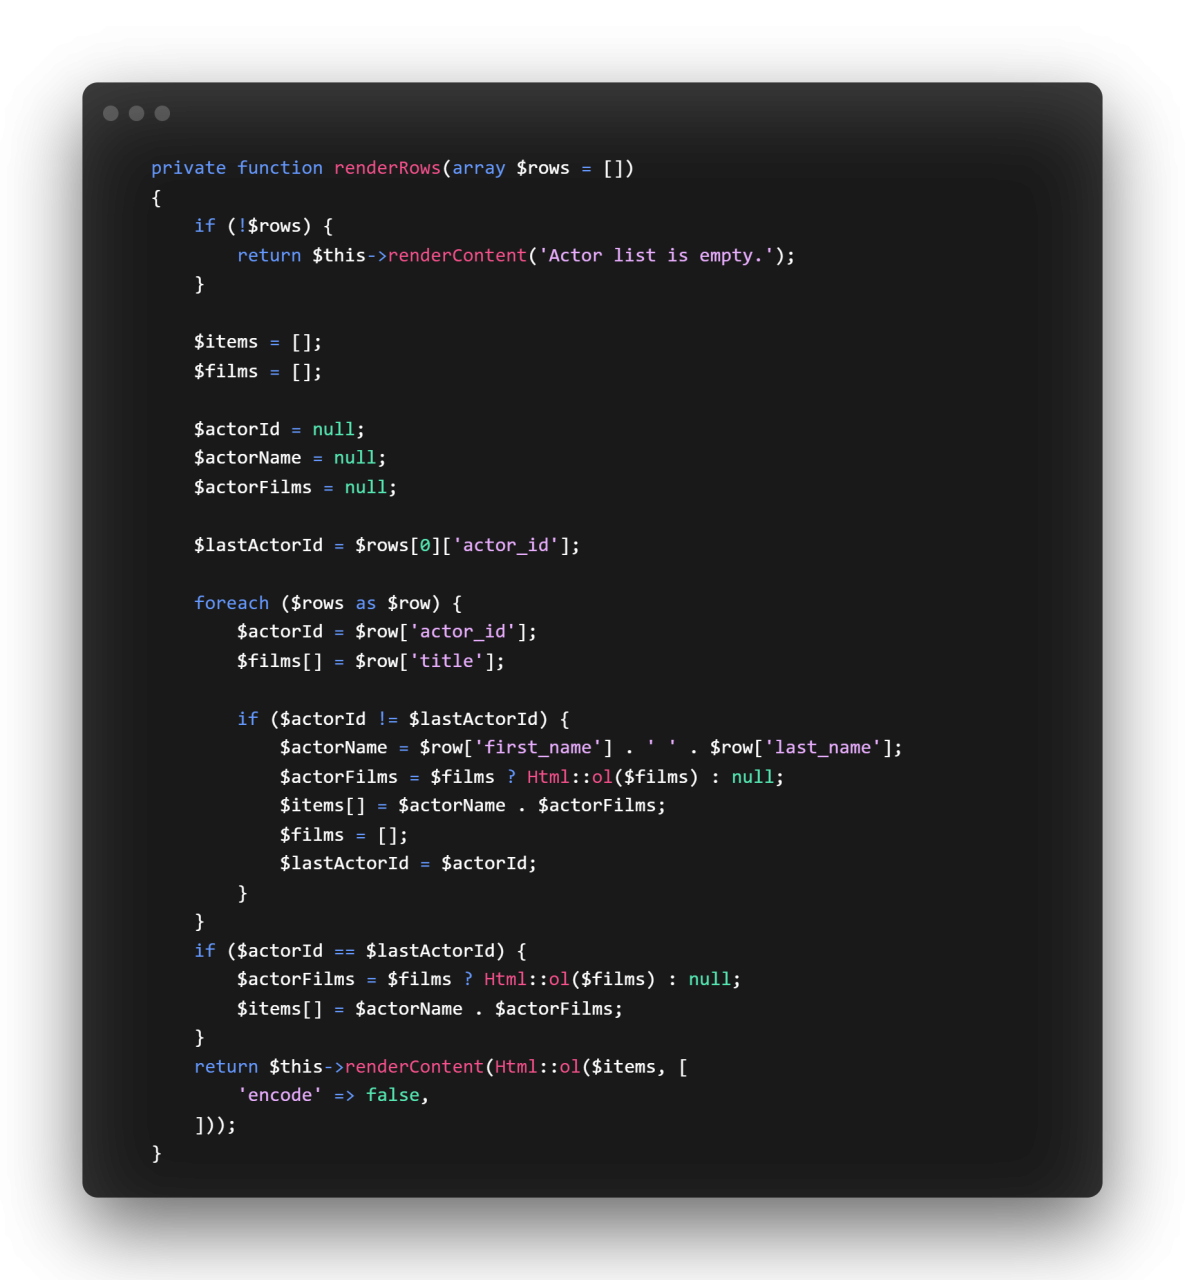 private function renderRows(array $rows = [])
{
    if (!$rows) {
        return $this->renderContent('Actor list is empty.');
    }

    $items = [];
    $films = [];

    $actorId = null;
    $actorName = null;
    $actorFilms = null;

    $lastActorId = $rows[0]['actor_id'];

    foreach ($rows as $row) {
        $actorId = $row['actor_id'];
        $films[] = $row['title'];

        if ($actorId != $lastActorId) {
            $actorName = $row['first_name'] . ' ' . $row['last_name'];
            $actorFilms = $films ? Html::ol($films) : null;
            $items[] = $actorName . $actorFilms;
            $films = [];
            $lastActorId = $actorId;
        }
    }
    if ($actorId == $lastActorId) {
        $actorFilms = $films ? Html::ol($films) : null;
        $items[] = $actorName . $actorFilms;
    }
    return $this->renderContent(Html::ol($items, [
        'encode' => false,
    ]));
}